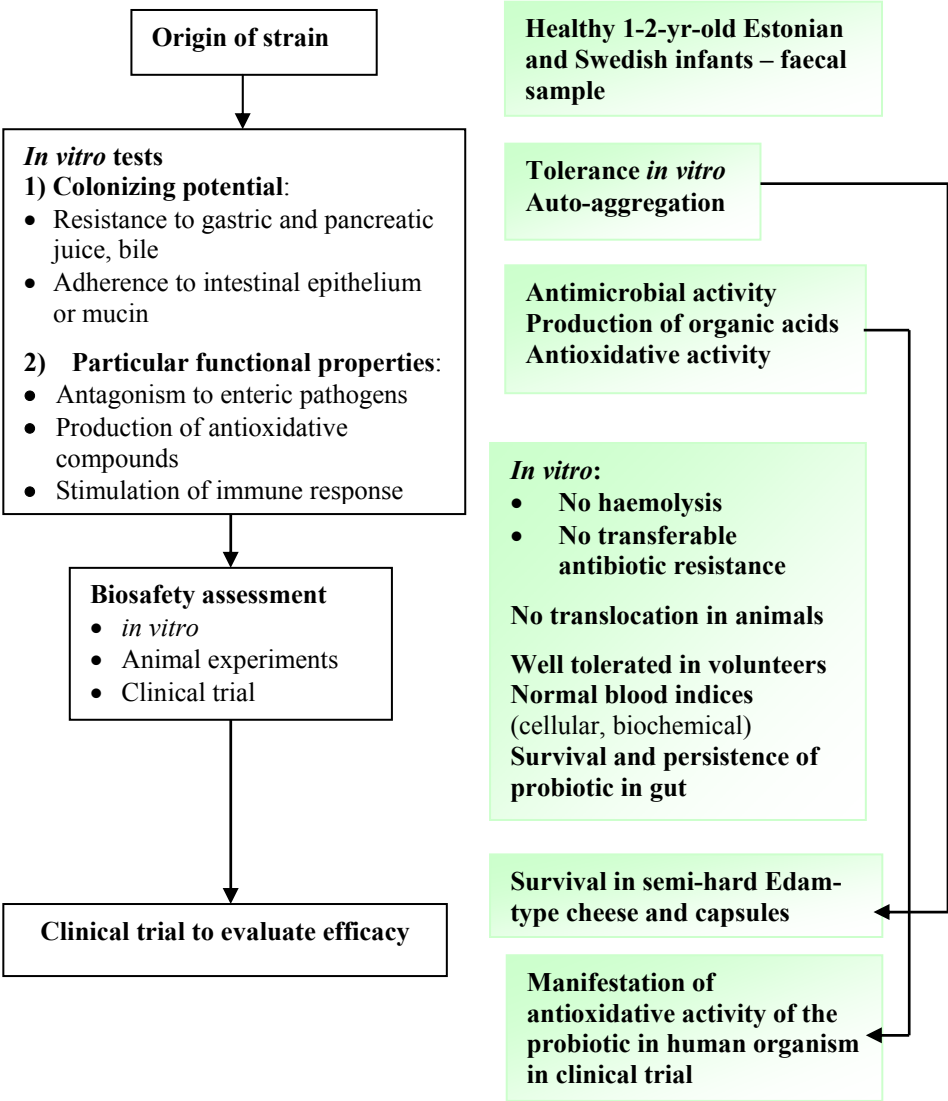 Origin of strain
In vitro tests
1) Colonizing potential:
• Resistance to gastric and pancreatic
juice, bile
• Adherence to intestinal epithelium
or mucin
2) Particular functional properties:
• Antagonism to enteric pathogens
• Production of antioxidative
compounds
• Stimulation of immune response
Biosafety assessment
• in vitro
• Animal experiments
• Clinical trial
Clinical trial to evaluate efficacy
Healthy 1-2-yr-old Estonian
and Swedish infants – faecal
sample
Tolerance in vitro
Auto-aggregation
Antimicrobial activity
Production of organic acids
Antioxidative activity
In vitro:
• No haemolysis
• No transferable
antibiotic resistance
No translocation in animals
Well tolerated in volunteers
Normal blood indices
(cellular, biochemical)
Survival and persistence of
probiotic in gut
Survival in semi-hard Edam-
type cheese and capsules
Manifestation of
antioxidative activity of the
probiotic in human organism
in clinical trial